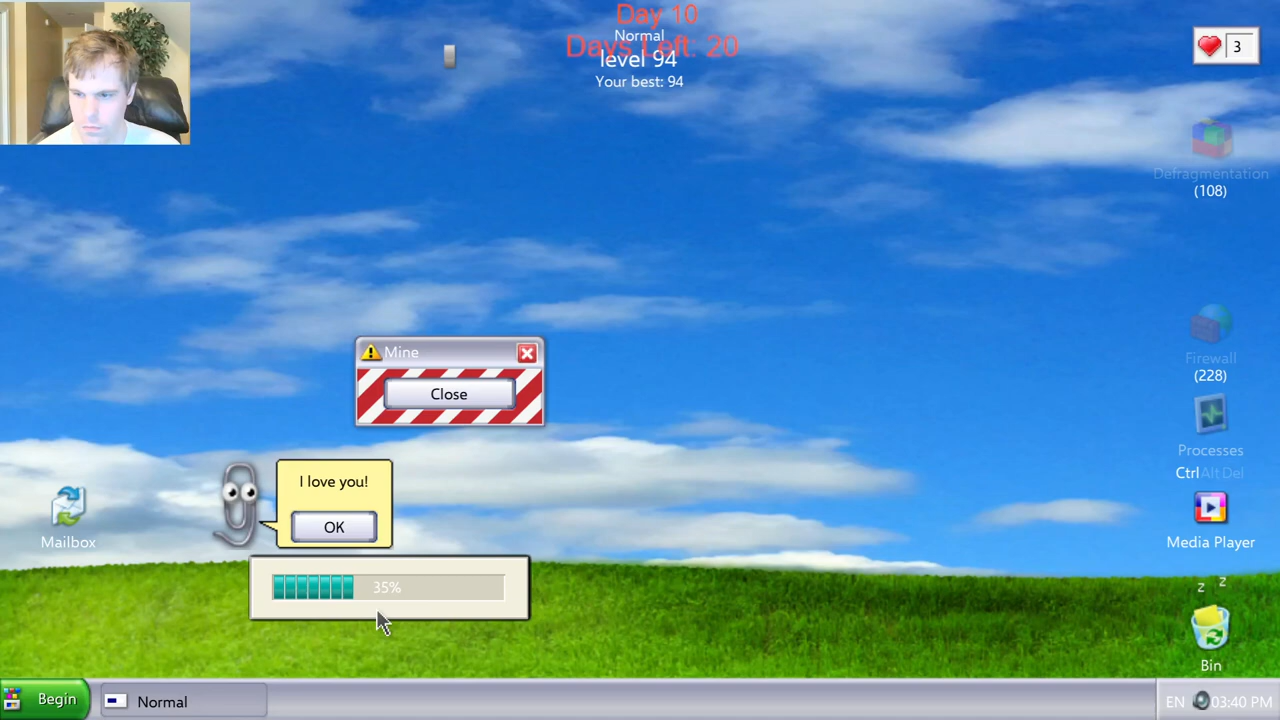 Day 10
Normal
Days Left: 20
level 94
Your best: 94
3
Defragmentation
(108)
Mine
Close
Firewall
(228)
Processes
Ctrl Alt Del
I love you!
OK
Mailbox
Media Player
35%
z z
Bin
Begin
Normal
EN 03:40 PM